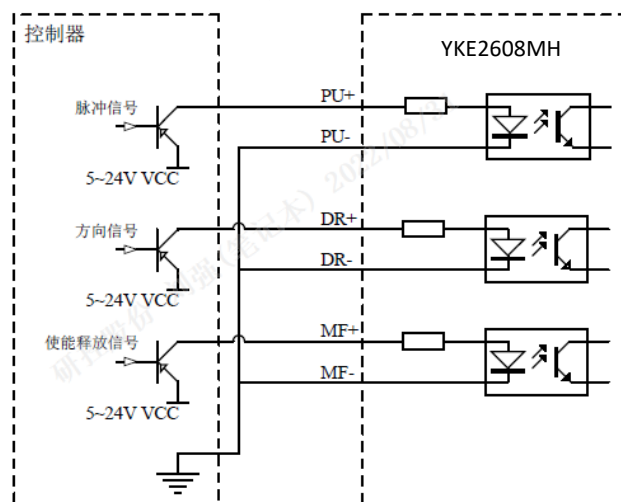 控制器
YKE2608MH
脉冲信号
PU+
PU-
5~24V VCC
方向信号
DR+
DR-
5~24V VCC
使能释放信号
MF+
MF-
5~24V VCC